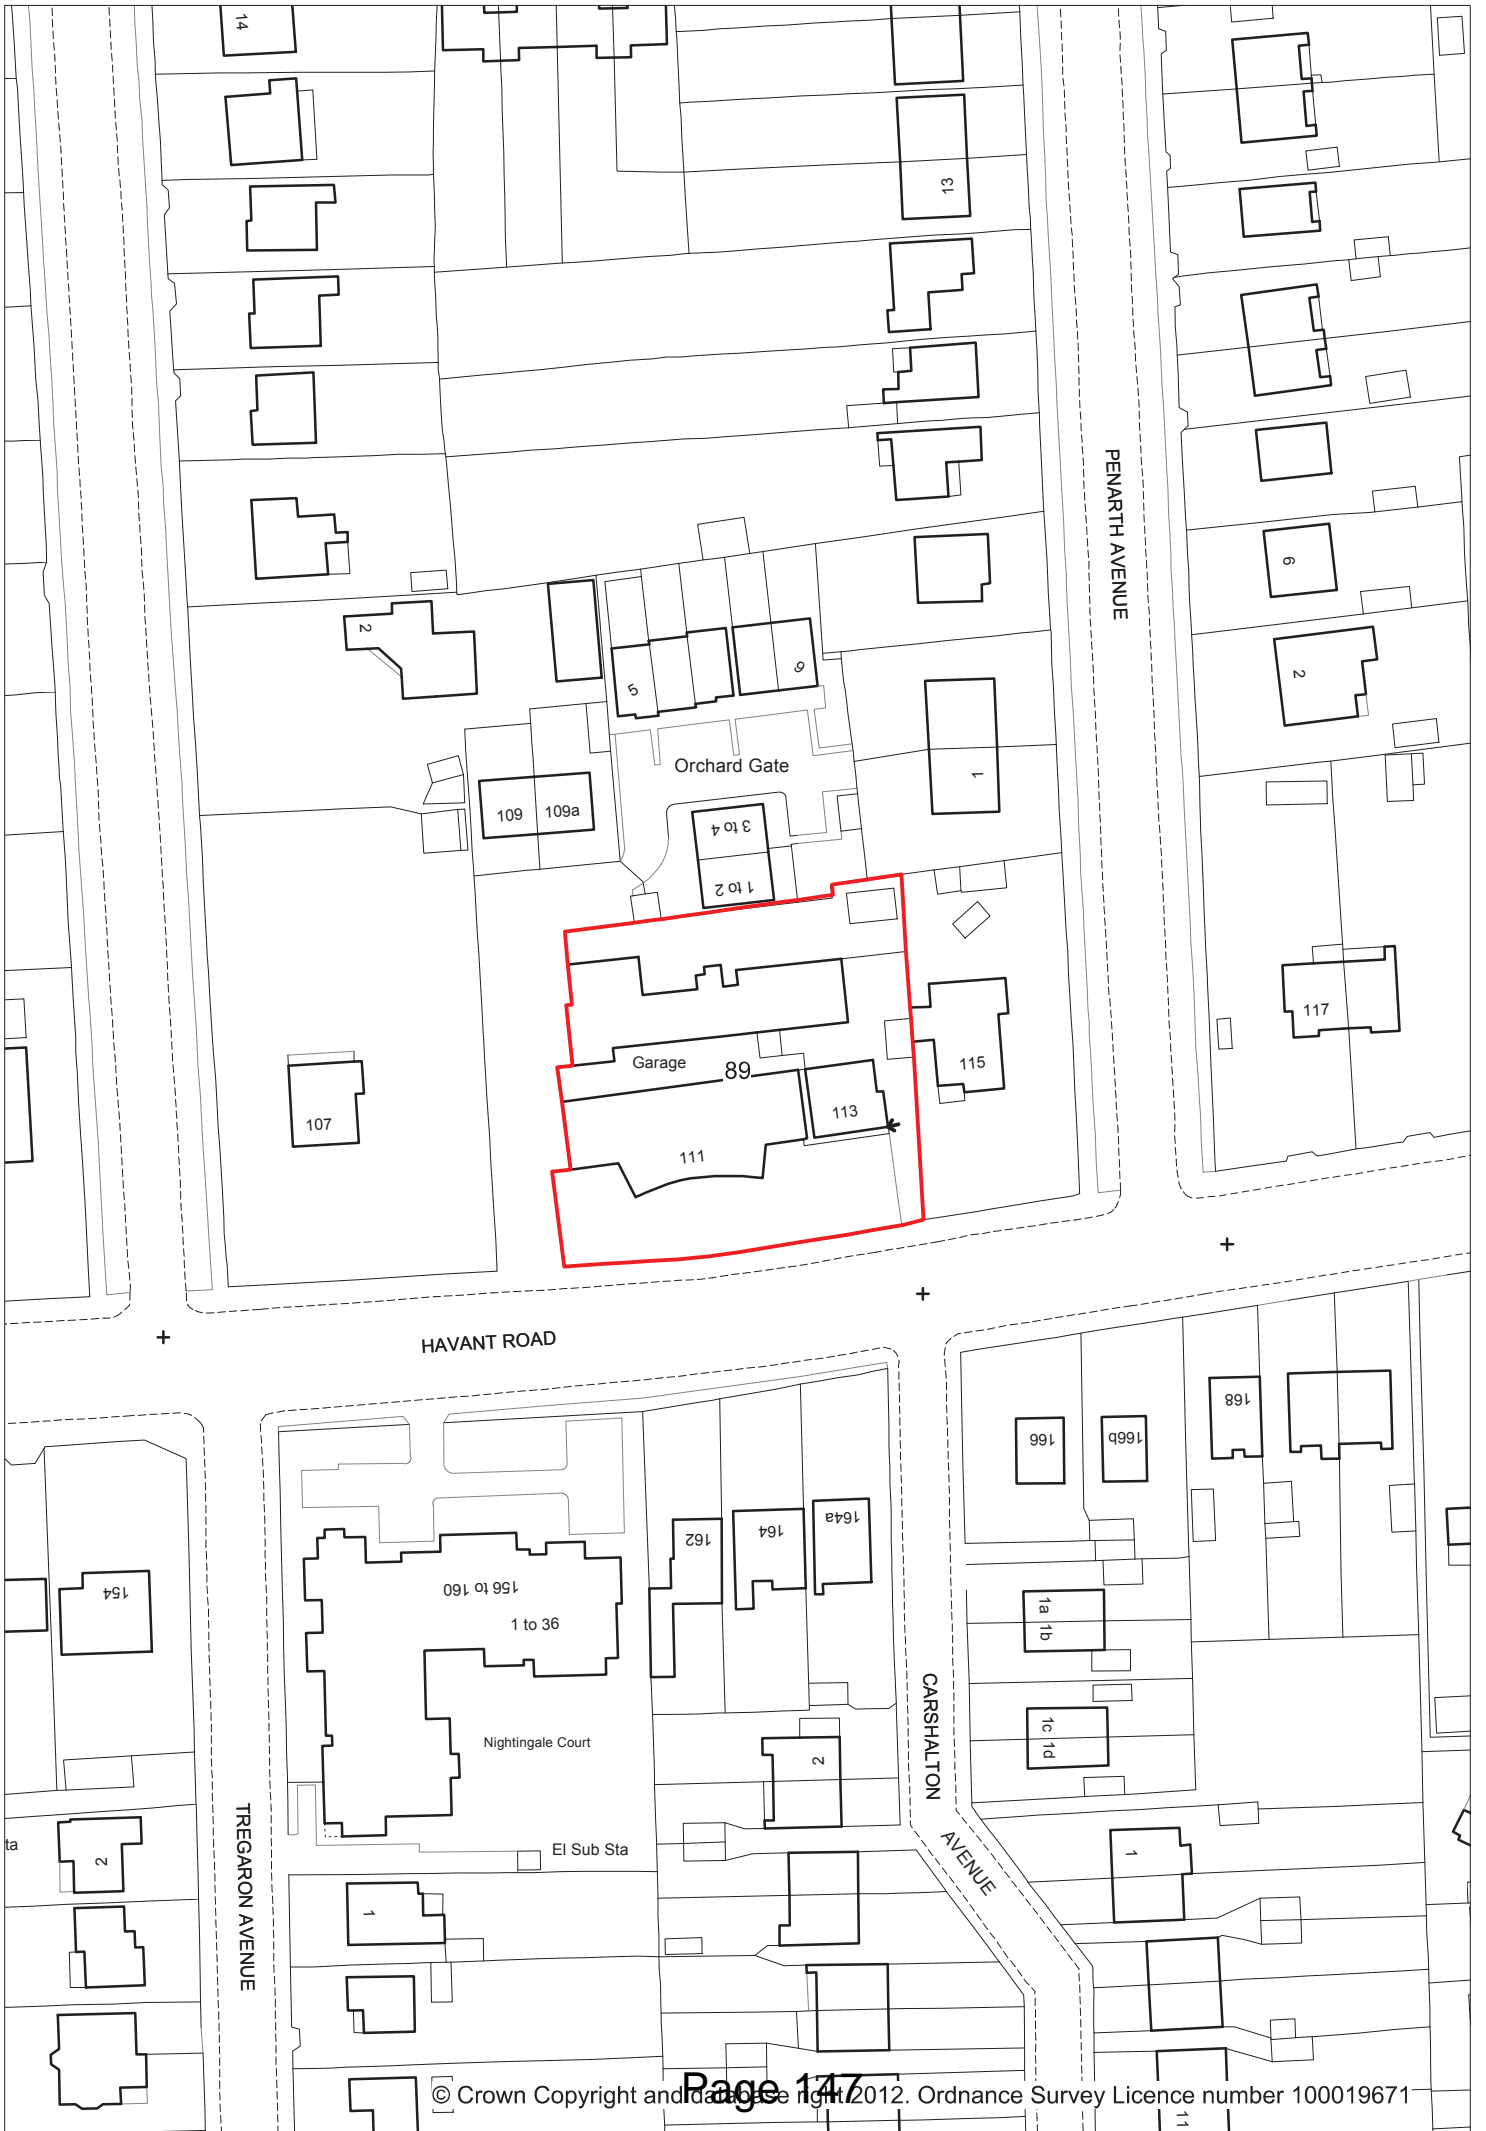 14
13
PENARTH AVENUE
6
2
2
5
9
Orchard Gate
1
109
109a
3 to 4
1 to 2
117
Garage
89
115
107
113
111
HAVANT ROAD
168
166
166b
162
164
164a
154
156 to 160
1 to 36
1a
1b
CARSHALTON
AVENUE
1c
1d
Nightingale Court
2
TREGARON AVENUE
ta
El Sub Sta
2
1
1
Page 147
© Crown Copyright and database right 2012. Ordnance Survey Licence number 100019671
11